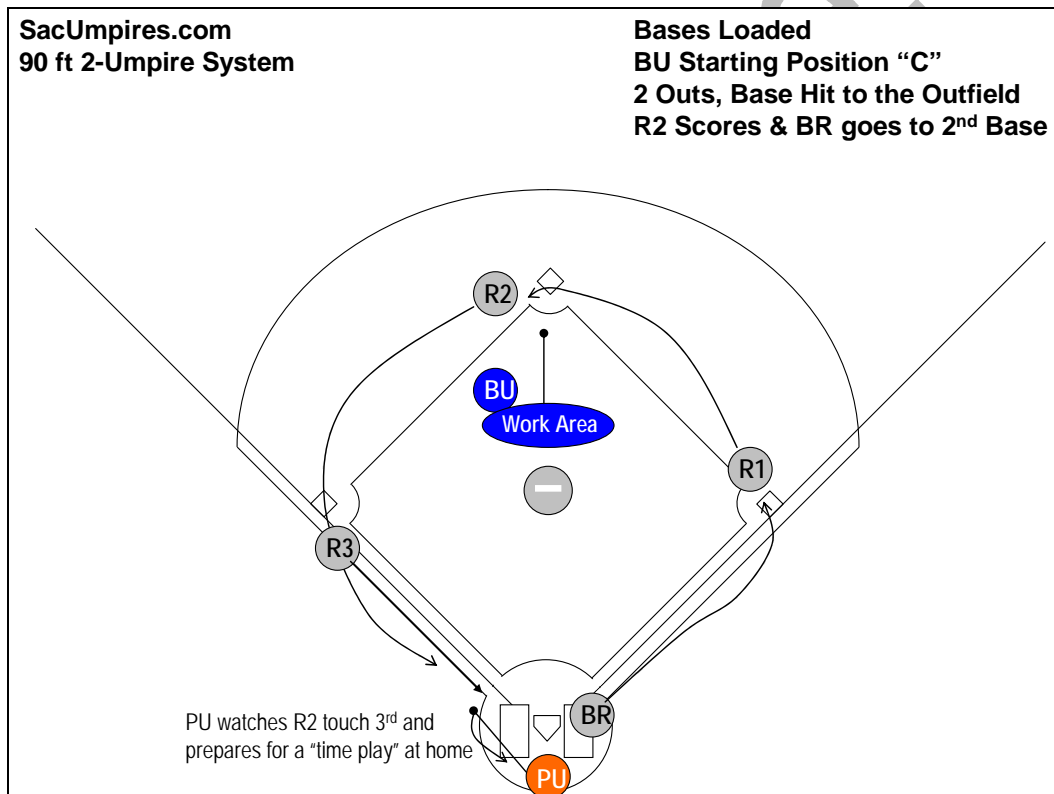 SacUmpires.com
90 ft 2-Umpire System
Bases Loaded
BU Starting Position “C”
2 Outs, Base Hit to the Outfield
R2 Scores & BR goes to 2nd Base
R2
BU
Work Area
R1
R3
BR
PU watches R2 touch 3rd and
prepares for a “time play” at home
PU